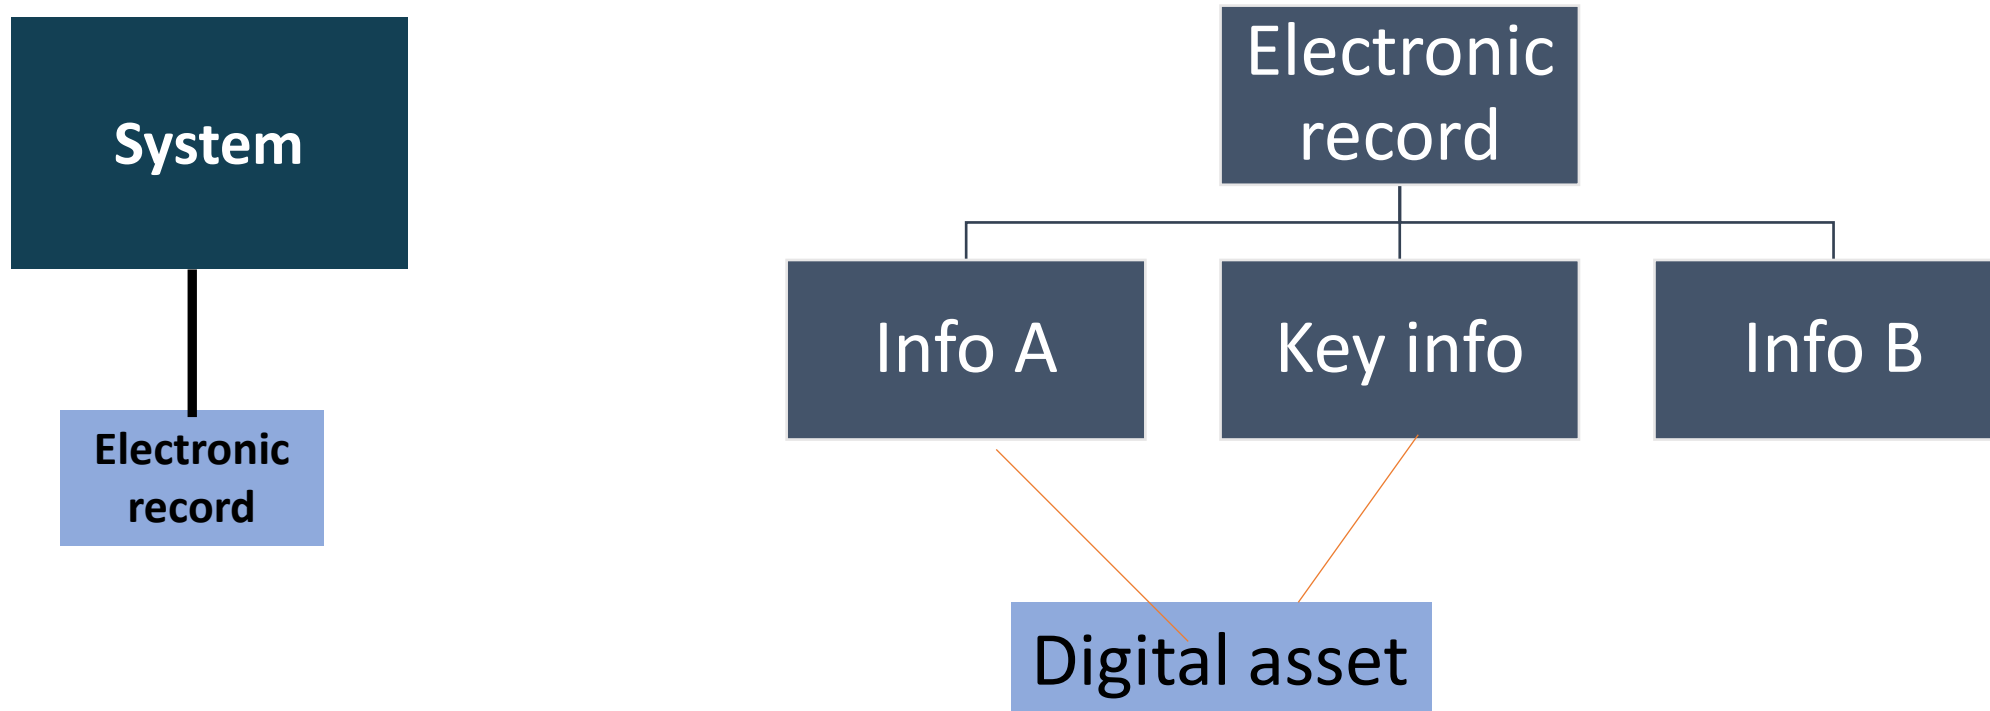 System
Electronic
record
Electronic
record
Info A
Key info
Info B
Digital asset